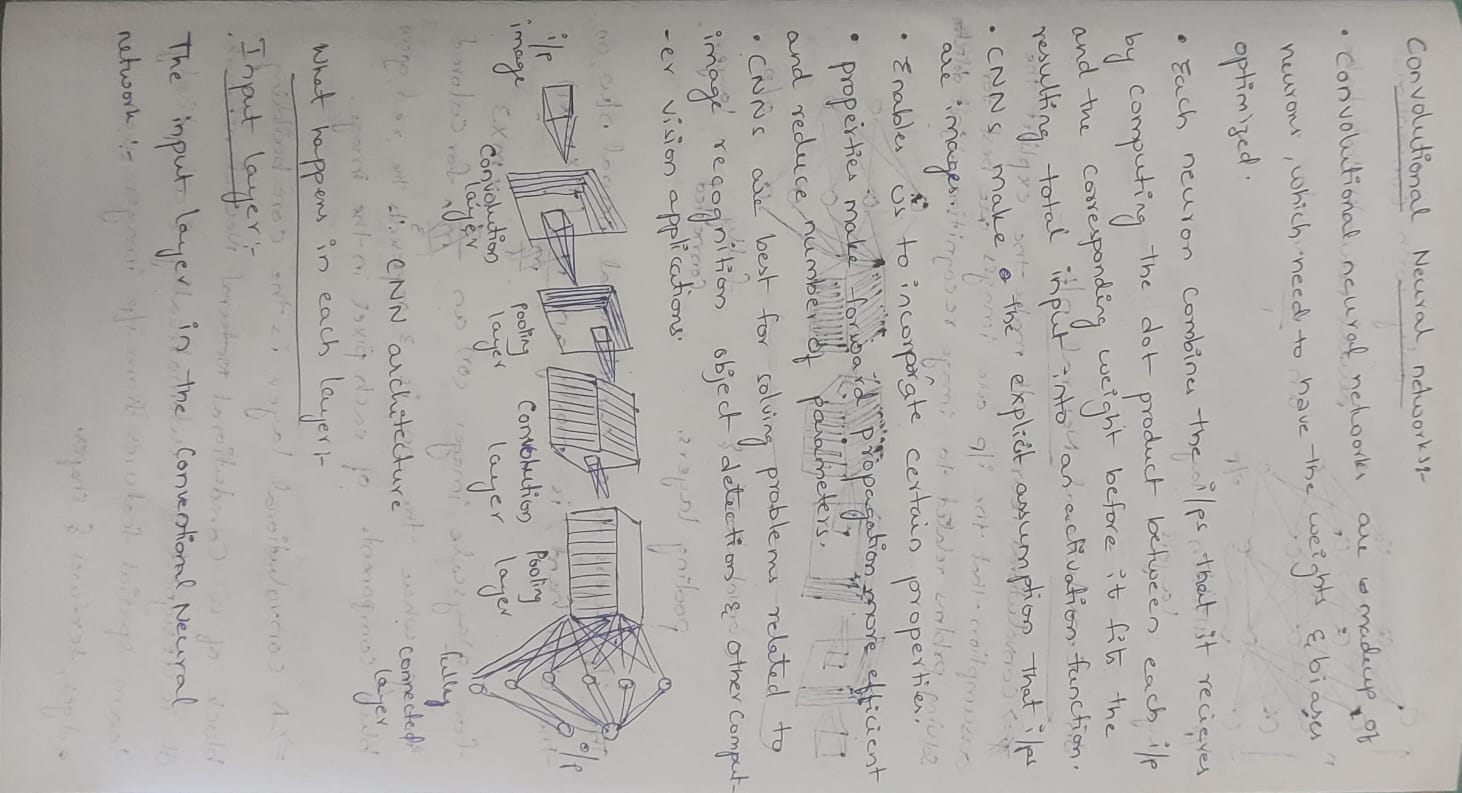 Convolutional Neural networks:-
• Convolutional neural networks are madeup of
neurons, which need to have the weights & biases
optimized.
• Each neuron combines the i/ps that it recieves
by computing the dot product between each i/p
and the corresponding weight before it fits the
resulting total input into an activation function.
• CNNs make the explicit assumption that i/ps
are images.
• Enables us to incorporate certain properties.
• properties make forward propagation more efficient
and reduce number of parameters.
• CNNs are best for solving problems related to
image recognition object detection & other comput-
-er vision applications.
i/p
image
Convolution
layer
Pooling
layer
Convolution
layer
Pooling
layer
o/p
fully
connected
layer
CNN architecture
What happens in each layer:-
Input layer:-
The input layer in the Conventional Neural
network :-